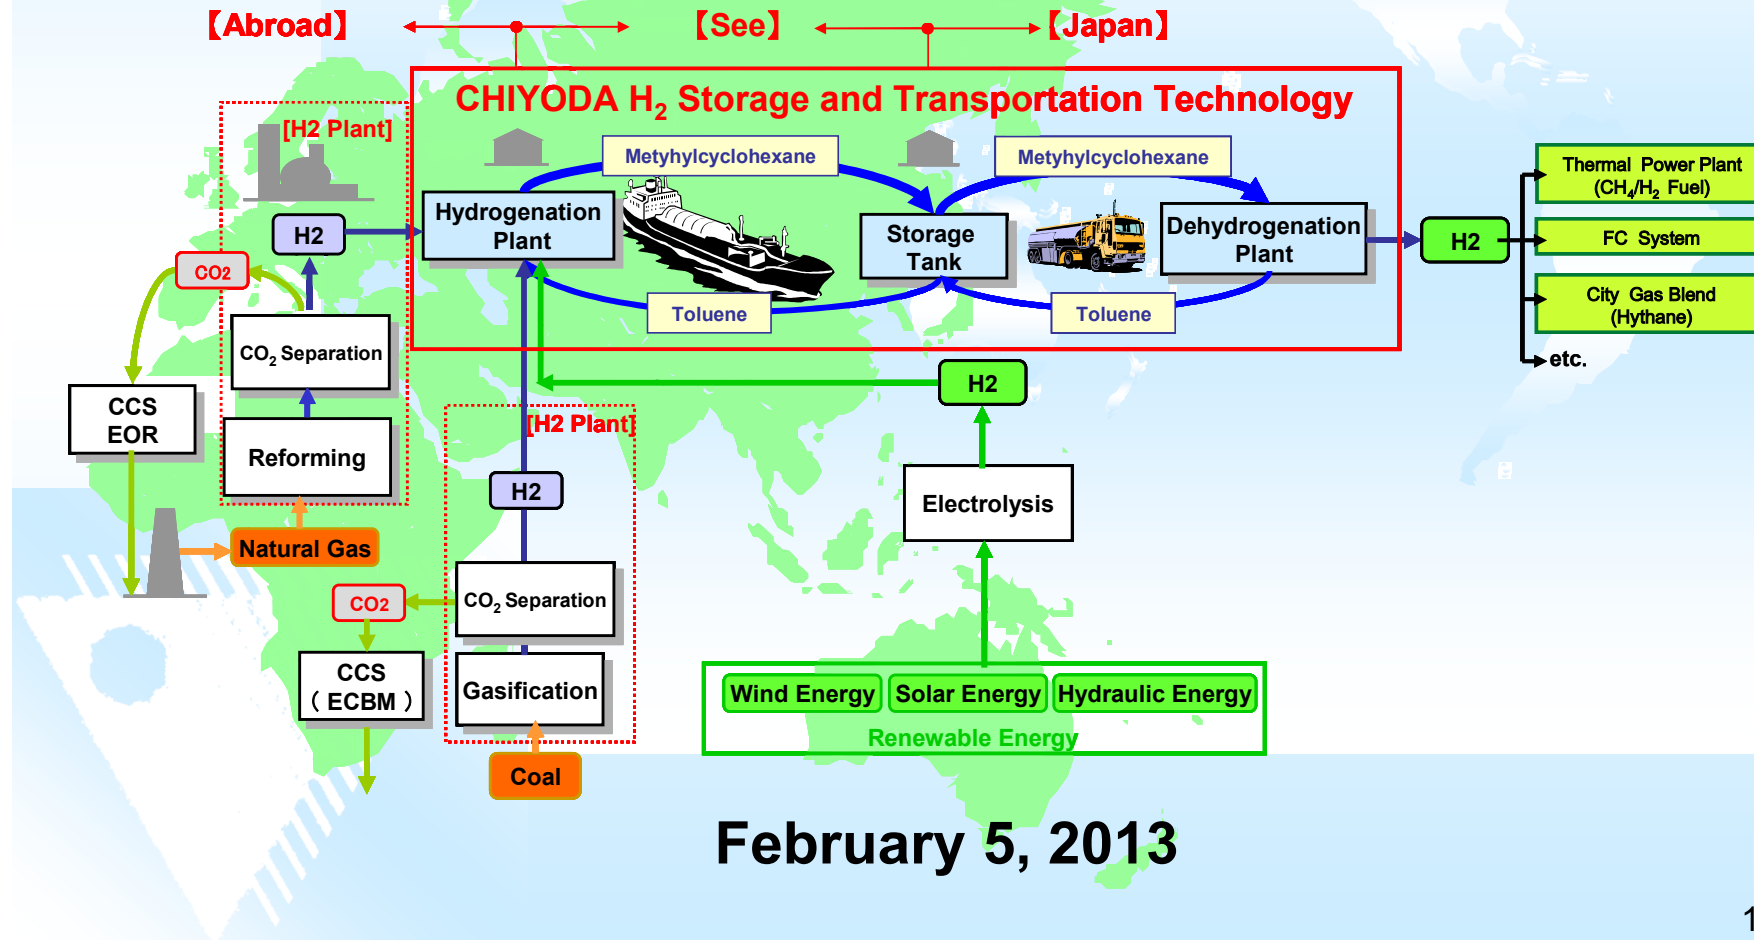 【Abroad】 【See】 【Japan】
CHIYODA H2 Storage and Transportation Technology
[H2 Plant]
Metyhylcyclohexane
Metyhylcyclohexane
Thermal Power Plant
(CH4/H2 Fuel)
Hydrogenation
Plant
Storage
Tank
Dehydrogenation
Plant
H2
H2
FC System
CO2
Toluene
Toluene
City Gas Blend
(Hythane)
CO2 Separation
etc.
H2
CCS
EOR
[H2 Plant]
Reforming
H2
Electrolysis
Natural Gas
CO2
CO2 Separation
CCS
( ECBM )
Gasification
Wind Energy
Solar Energy
Hydraulic Energy
Renewable Energy
Coal
February 5, 2013
1